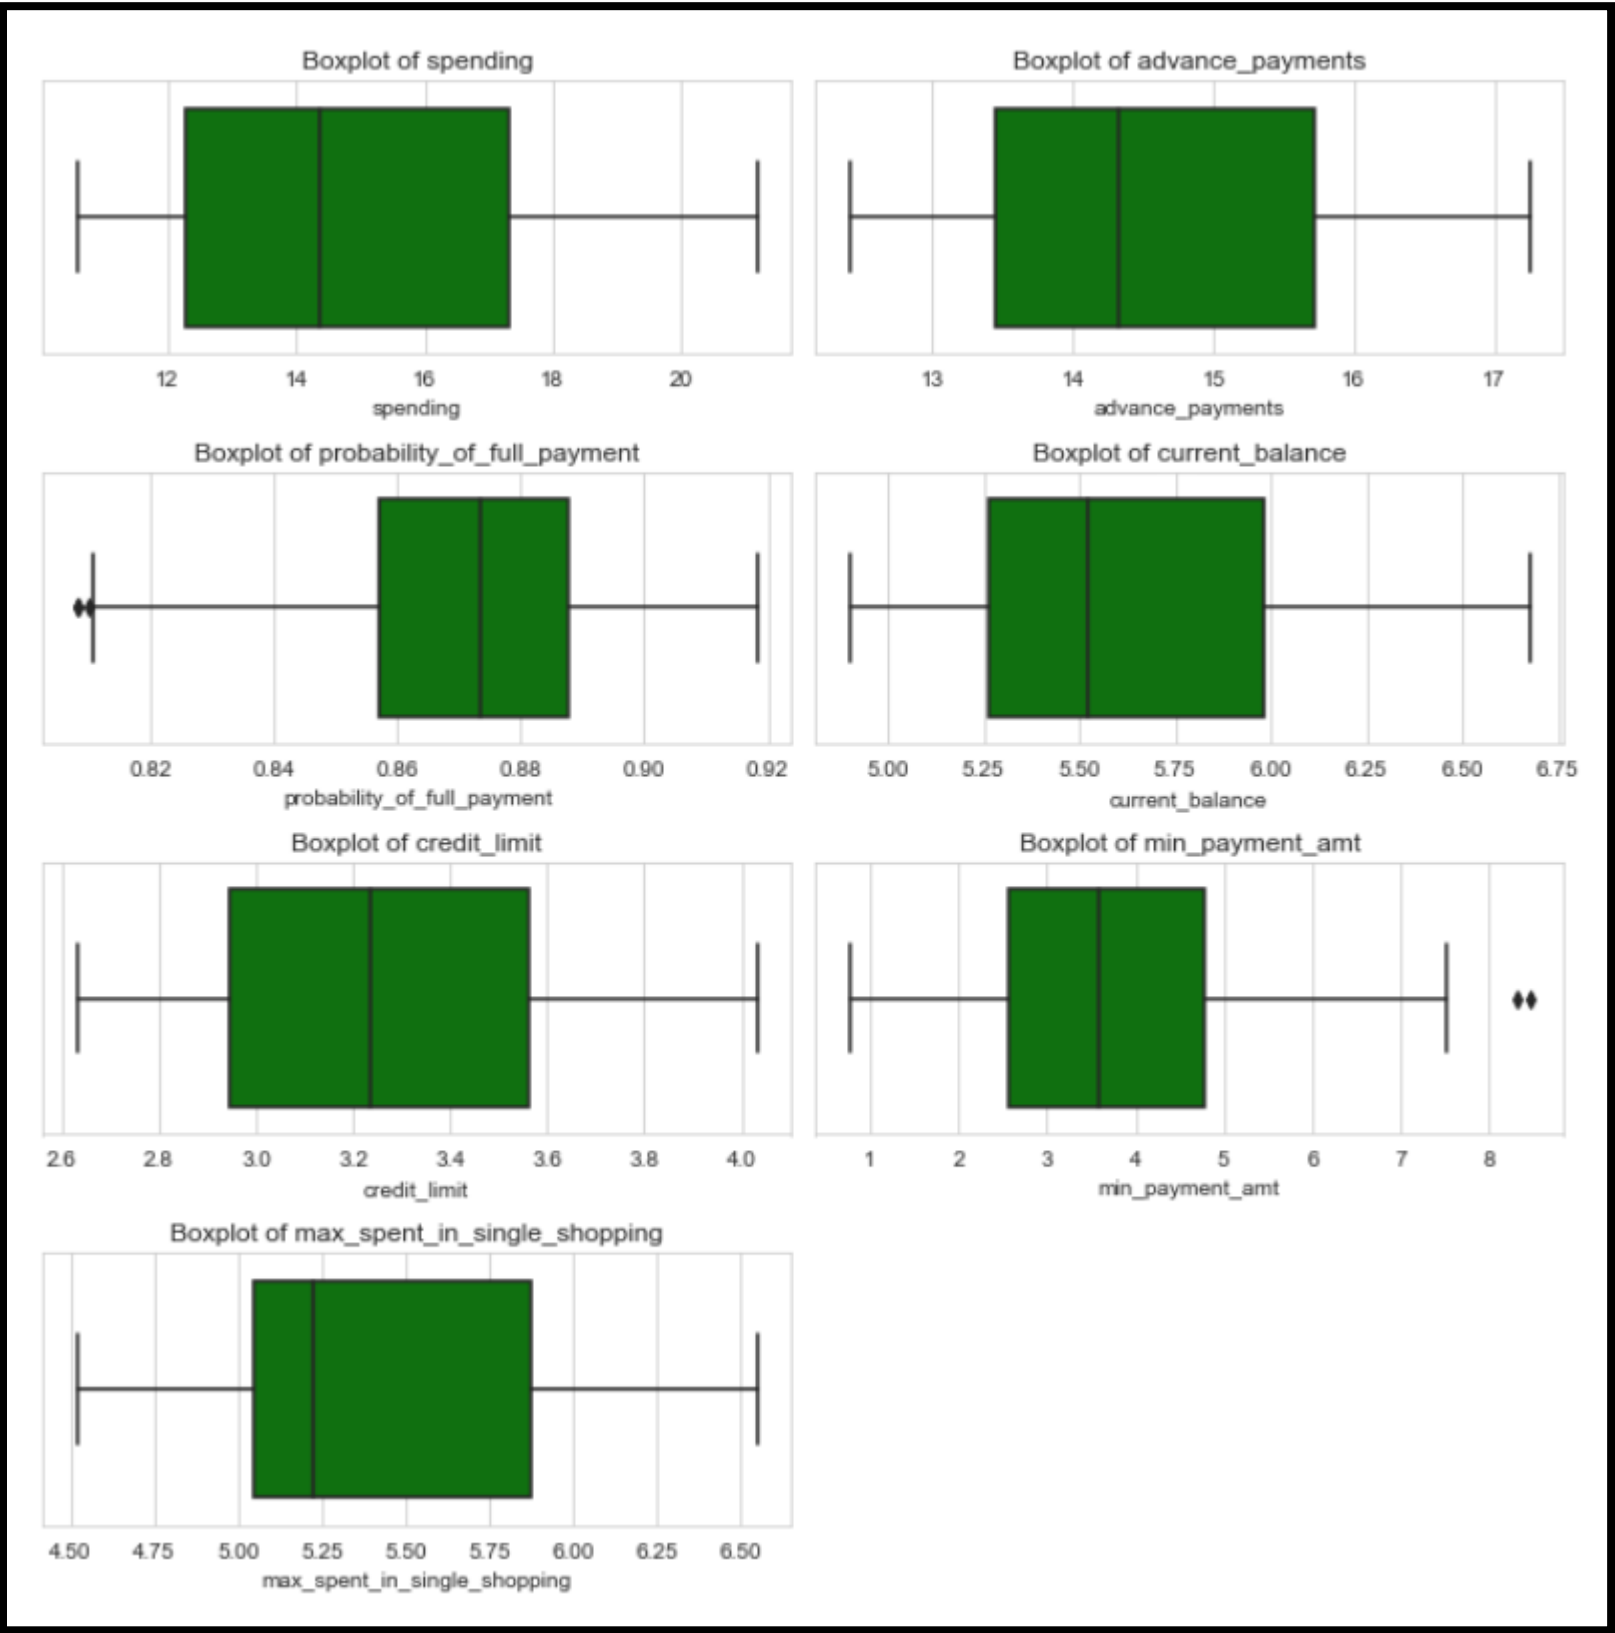 Boxplot of spending
12 14 16 18 20
spending
Boxplot of advance_payments
13 14 15 16 17
advance_payments
Boxplot of probability_of_full_payment
0.82 0.84 0.86 0.88 0.90 0.92
probability_of_full_payment
Boxplot of current_balance
5.00 5.25 5.50 5.75 6.00 6.25 6.50 6.75
current_balance
Boxplot of credit_limit
2.6 2.8 3.0 3.2 3.4 3.6 3.8 4.0
credit_limit
Boxplot of min_payment_amt
1 2 3 4 5 6 7 8
min_payment_amt
Boxplot of max_spent_in_single_shopping
4.50 4.75 5.00 5.25 5.50 5.75 6.00 6.25 6.50
max_spent_in_single_shopping